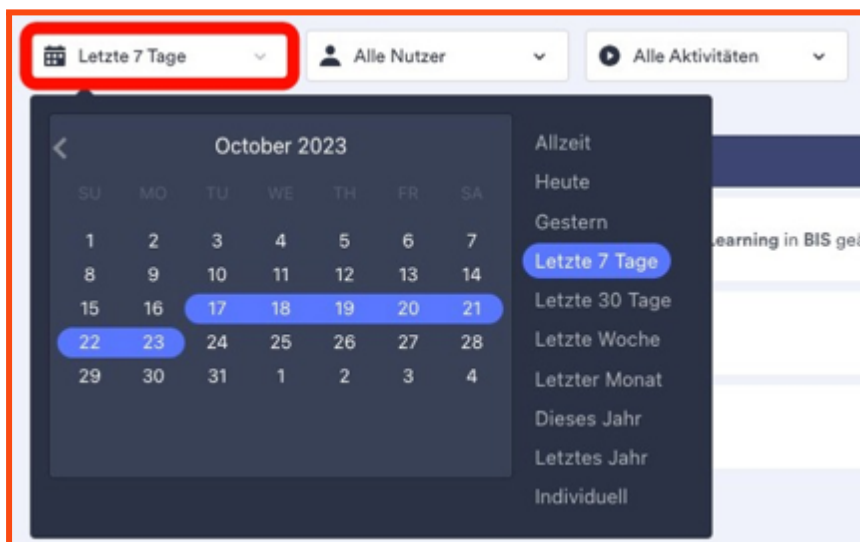 Letzte 7 Tage
Alle Nutzer
Alle Aktivitäten
October 2023
SU MO TU WE TH FR SA
1 2 3 4 5 6 7
8 9 10 11 12 13 14
15 16 17 18 19 20 21
22 23 24 25 26 27 28
29 30 31 1 2 3 4
Allzeit
Heute
Gestern
Letzte 7 Tage
Letzte 30 Tage
Letzte Woche
Letzter Monat
Dieses Jahr
Letztes Jahr
Individuell
earning in BIS geä